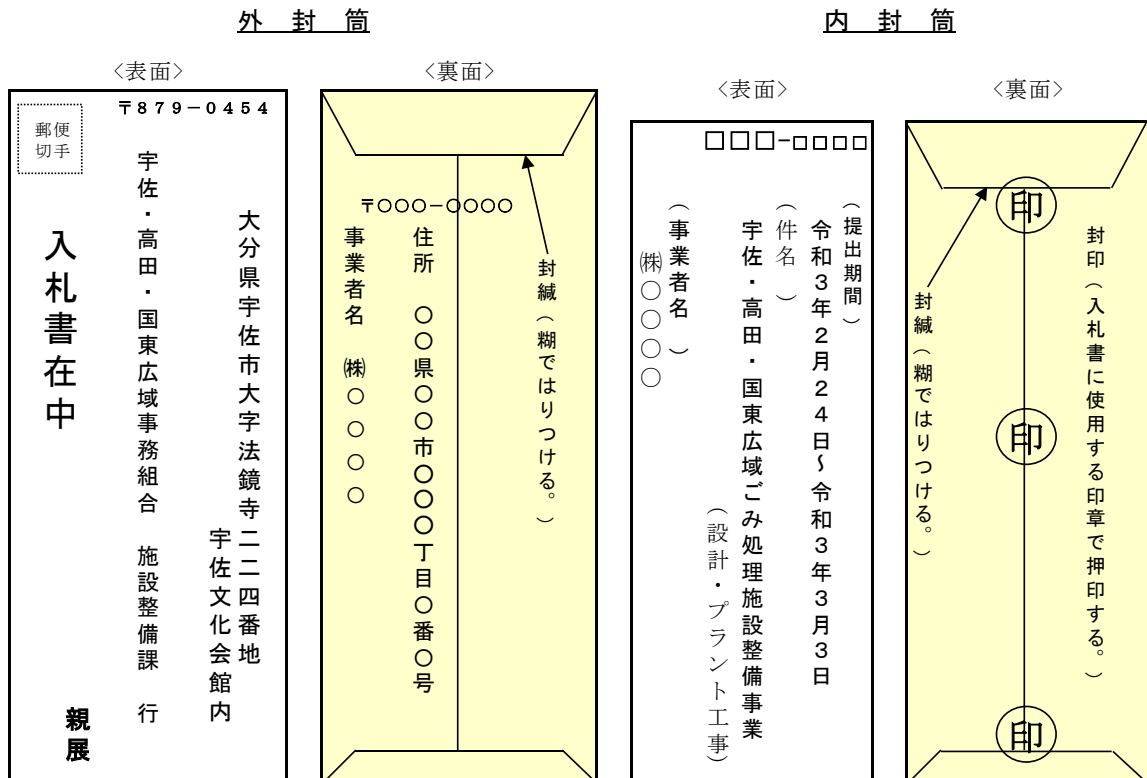 外 封 筒
<表面>
〒879-0454
郵便
切手
大分県宇佐市大字法鏡寺二二四番地
宇佐文化会館内
宇佐・高田・国東広域事務組合 施設整備課 行
入札書在中
親展
<裏面>
封緘(糊ではりつける。)
〒○○○-○○○○
住所 ○○県○○市○○○丁目○番○号
事業者名 ㈱○○○○
内 封 筒
<表面>
□□□-□□□□
(提出期間)
令和3年2月24日~令和3年3月3日
(件名)
宇佐・高田・国東広域ごみ処理施設整備事業
(設計・プラント工事)
(事業者名)
㈱○○○○
<裏面>
封印(入札書に使用する印章で押印する。)
印
印
印
封緘(糊ではりつける。)